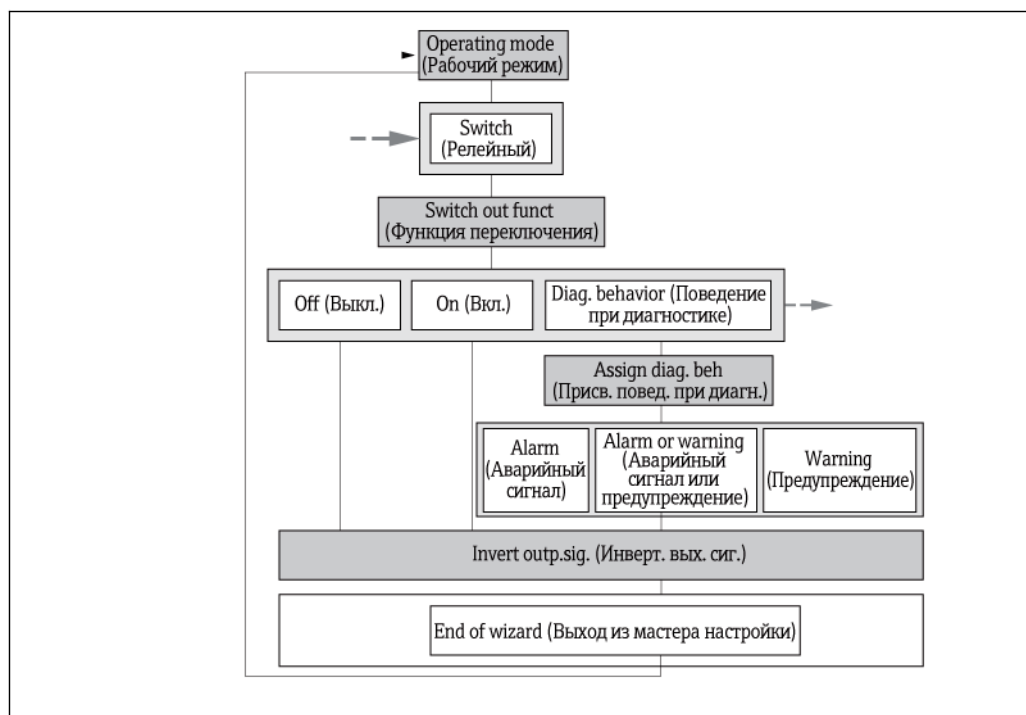 Operating mode
(Рабочий режим)
Switch
(Релейный)
Switch out funct
(Функция переключения)
Off (Выкл.)
On (Вкл.)
Diag. behavior (Поведение
при диагностике)
Assign diag. beh
(Присв. повед. при диагн.)
Alarm
(Аварийный
сигнал)
Alarm or warning
(Аварийный
сигнал или
предупреждение)
Warning
(Предупреждение)
Invert outp.sig. (Инверт. вых. сиг.)
End of wizard (Выход из мастера настройки)